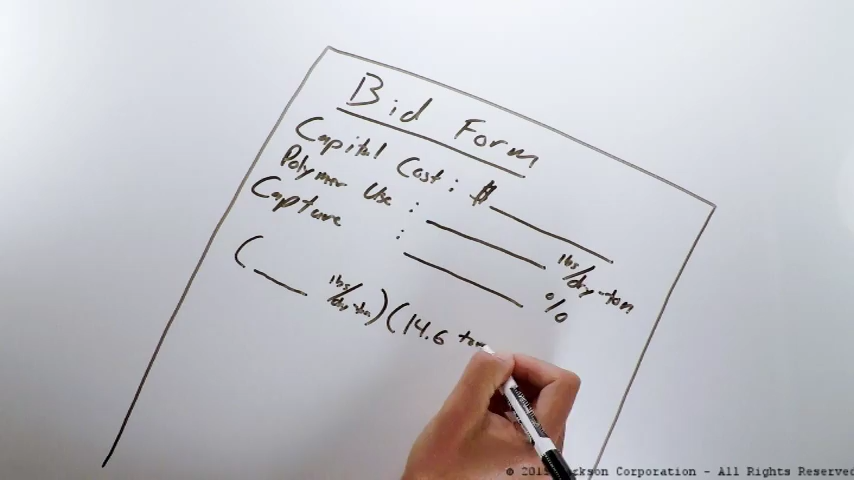 Bid Form
Capital Cost: $
Polymer Use : lbs/dry-ton
Capture : %
( lbs/dry-ton)(14.6 ton
© 201 rkson Corporation - All Rights Reserved